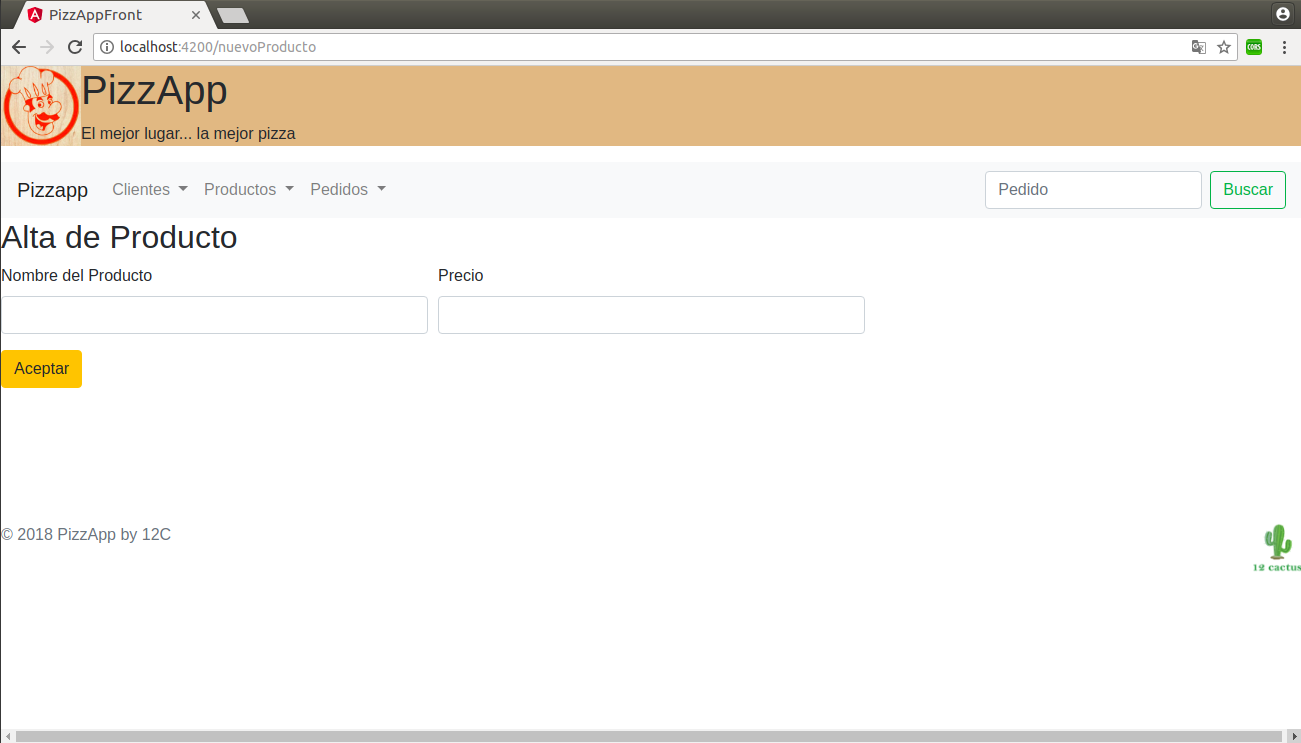 PizzAppFront
localhost:4200/nuevoProducto
CORS
PizzApp
El mejor lugar... la mejor pizza
Pizzapp Clientes Productos Pedidos Pedido Buscar
Alta de Producto
Nombre del Producto Precio
Aceptar
© 2018 PizzApp by 12C
12 cactus